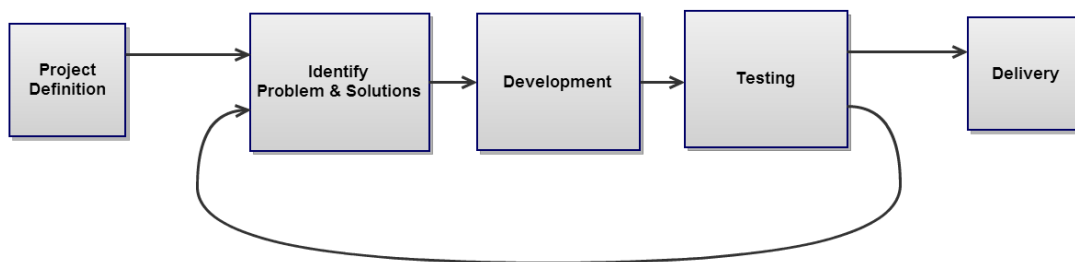 Project
Definition
Identify
Problem & Solutions
Development
Testing
Delivery